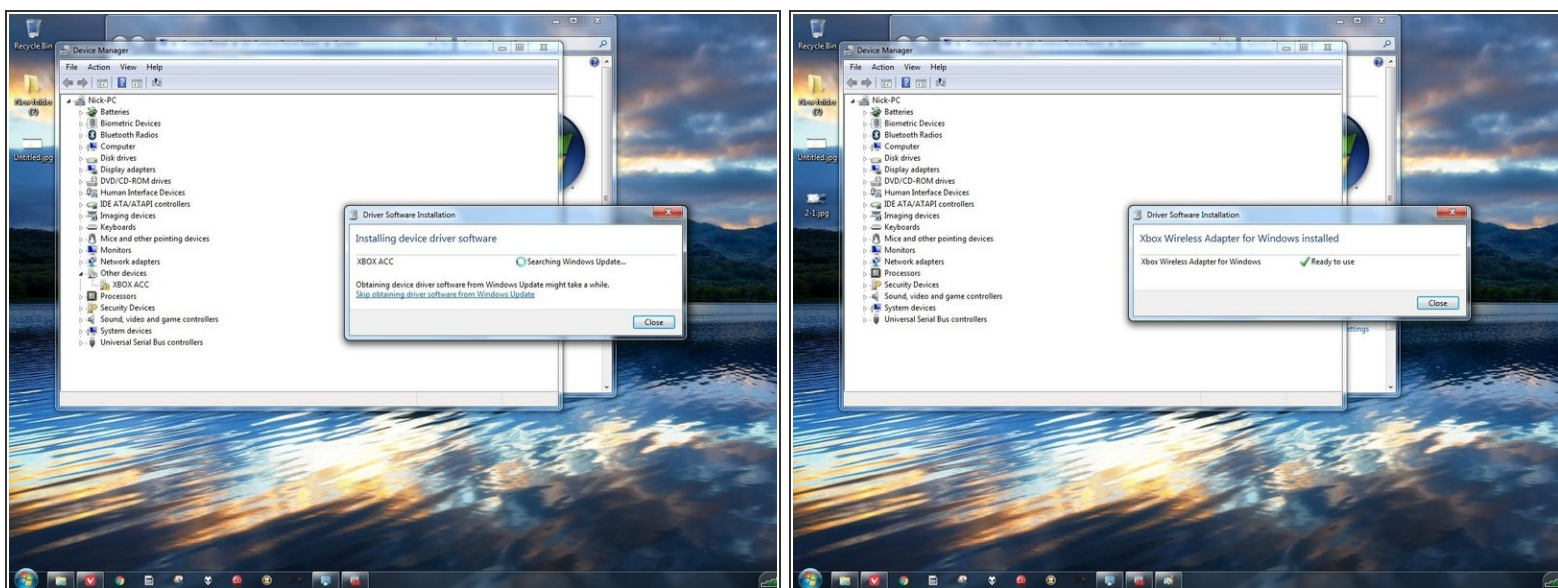 Recycle Bin
Device Manager
File Action View Help
New folder
(2)
Untitled.jpg
Nick-PC
Batteries
Biometric Devices
Bluetooth Radios
Computer
Disk drives
Display adapters
DVD/CD-ROM drives
Human Interface Devices
IDE ATA/ATAPI controllers
Imaging devices
Keyboards
Mice and other pointing devices
Monitors
Network adapters
Other devices
XBOX ACC
Processors
Security Devices
Sound, video and game controllers
System devices
Universal Serial Bus controllers
Driver Software Installation
Installing device driver software
XBOX ACC Searching Windows Update...
Obtaining device driver software from Windows Update might take a while.
Skip obtaining driver software from Windows Update
Close
Recycle Bin
Device Manager
File Action View Help
New folder
(2)
Untitled.jpg
2-1.jpg
Nick-PC
Batteries
Biometric Devices
Bluetooth Radios
Computer
Disk drives
Display adapters
DVD/CD-ROM drives
Human Interface Devices
IDE ATA/ATAPI controllers
Imaging devices
Keyboards
Mice and other pointing devices
Monitors
Network adapters
Processors
Security Devices
Sound, video and game controllers
System devices
Universal Serial Bus controllers
Driver Software Installation
Xbox Wireless Adapter for Windows installed
Xbox Wireless Adapter for Windows Ready to use
Close
ettings